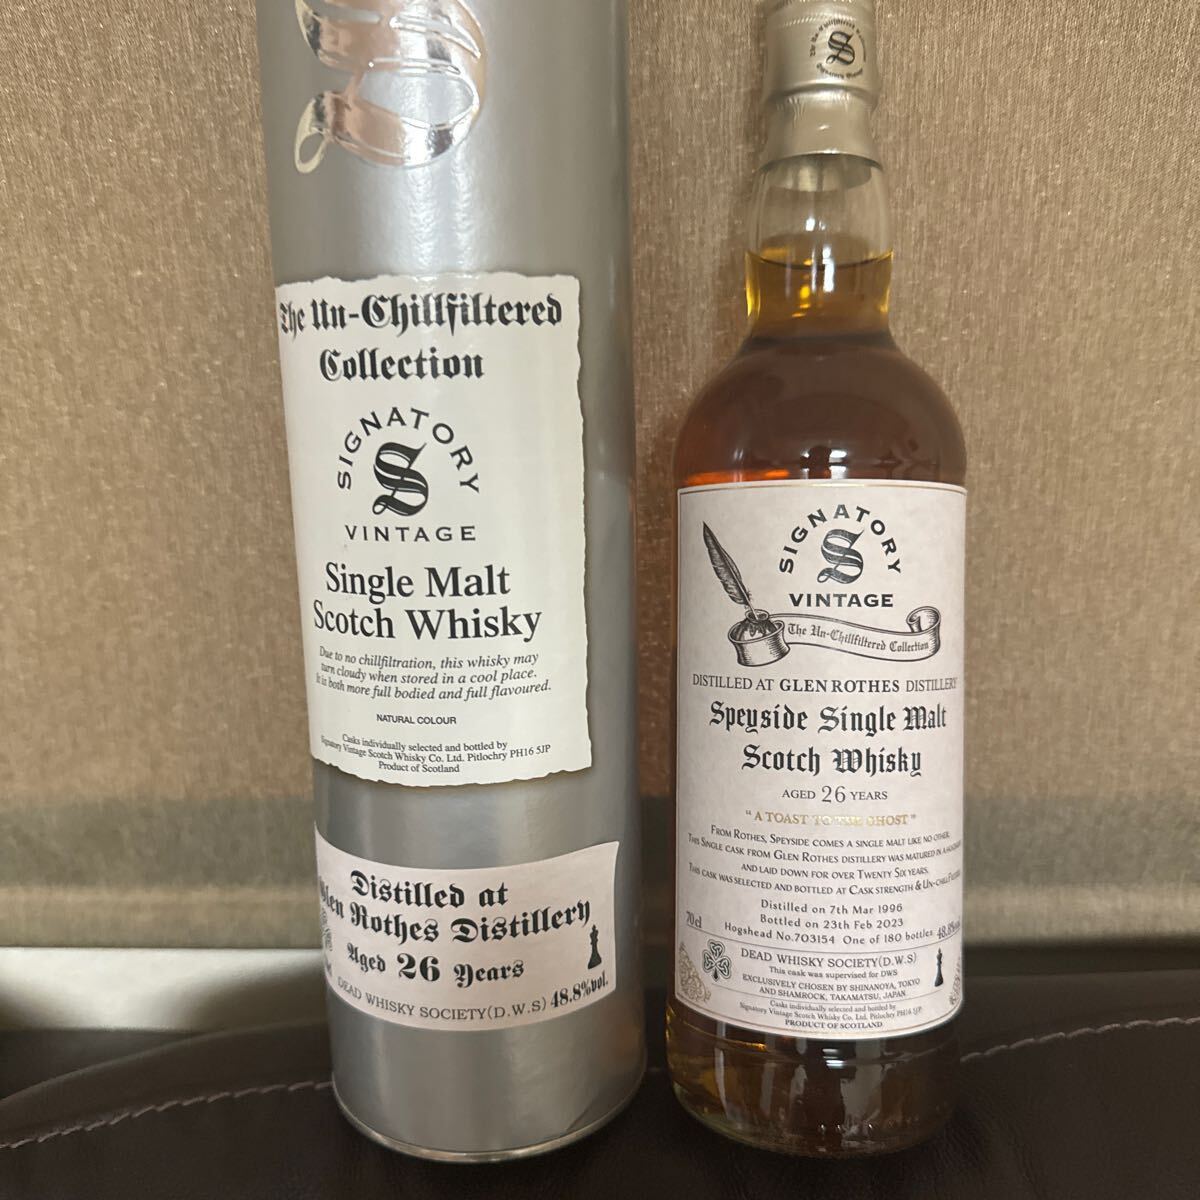 The Un-Chillfiltered
Collection
SIGNATORY
S
VINTAGE
Single Malt
Scotch Whisky
Due to no chillfiltration, this whisky may
turn cloudy when stored in a cool place.
It is both more full bodied and full flavoured.
NATURAL COLOUR
Casks individually selected and bottled by
Signatory Vintage Scotch Whisky Co. Ltd. Pitlochry PH16 5JP
Product of Scotland
Distilled at
Glen Rothes Distillery
Aged 26 Years
DEAD WHISKY SOCIETY(D.W.S) 48.8%vol.
S
SIGNATORY
S
VINTAGE
The Un-Chillfiltered Collection
DISTILLED AT GLEN ROTHES DISTILLERY
Speyside Single Malt
Scotch Whisky
AGED 26 YEARS
"A TOAST TO THE GHOST"
FROM ROTHES, SPEYSIDE COMES A SINGLE MALT LIKE NO OTHER.
THIS SINGLE CASK FROM GLEN ROTHES DISTILLERY WAS MATURED IN A
AND LAID DOWN FOR OVER TWENTY SIX YEARS.
THIS CASK WAS SELECTED AND BOTTLED AT CASK STRENGTH &
Distilled on 7th Mar 1996
Bottled on 23th Feb 2023
70cl Hogshead No.703154 One of 180 bottles 48.8%
DEAD WHISKY SOCIETY(D.W.S)
This cask was supervised for DWS
EXCLUSIVELY CHOSEN BY SHINANOYA, TOKYO
AND SHAMROCK, TAKAMATSU, JAPAN
Casks individually selected and bottled by
Signatory Vintage Scotch Whisky Co. Ltd. Pitlochry PH16 5JP
PRODUCT OF SCOTLAND